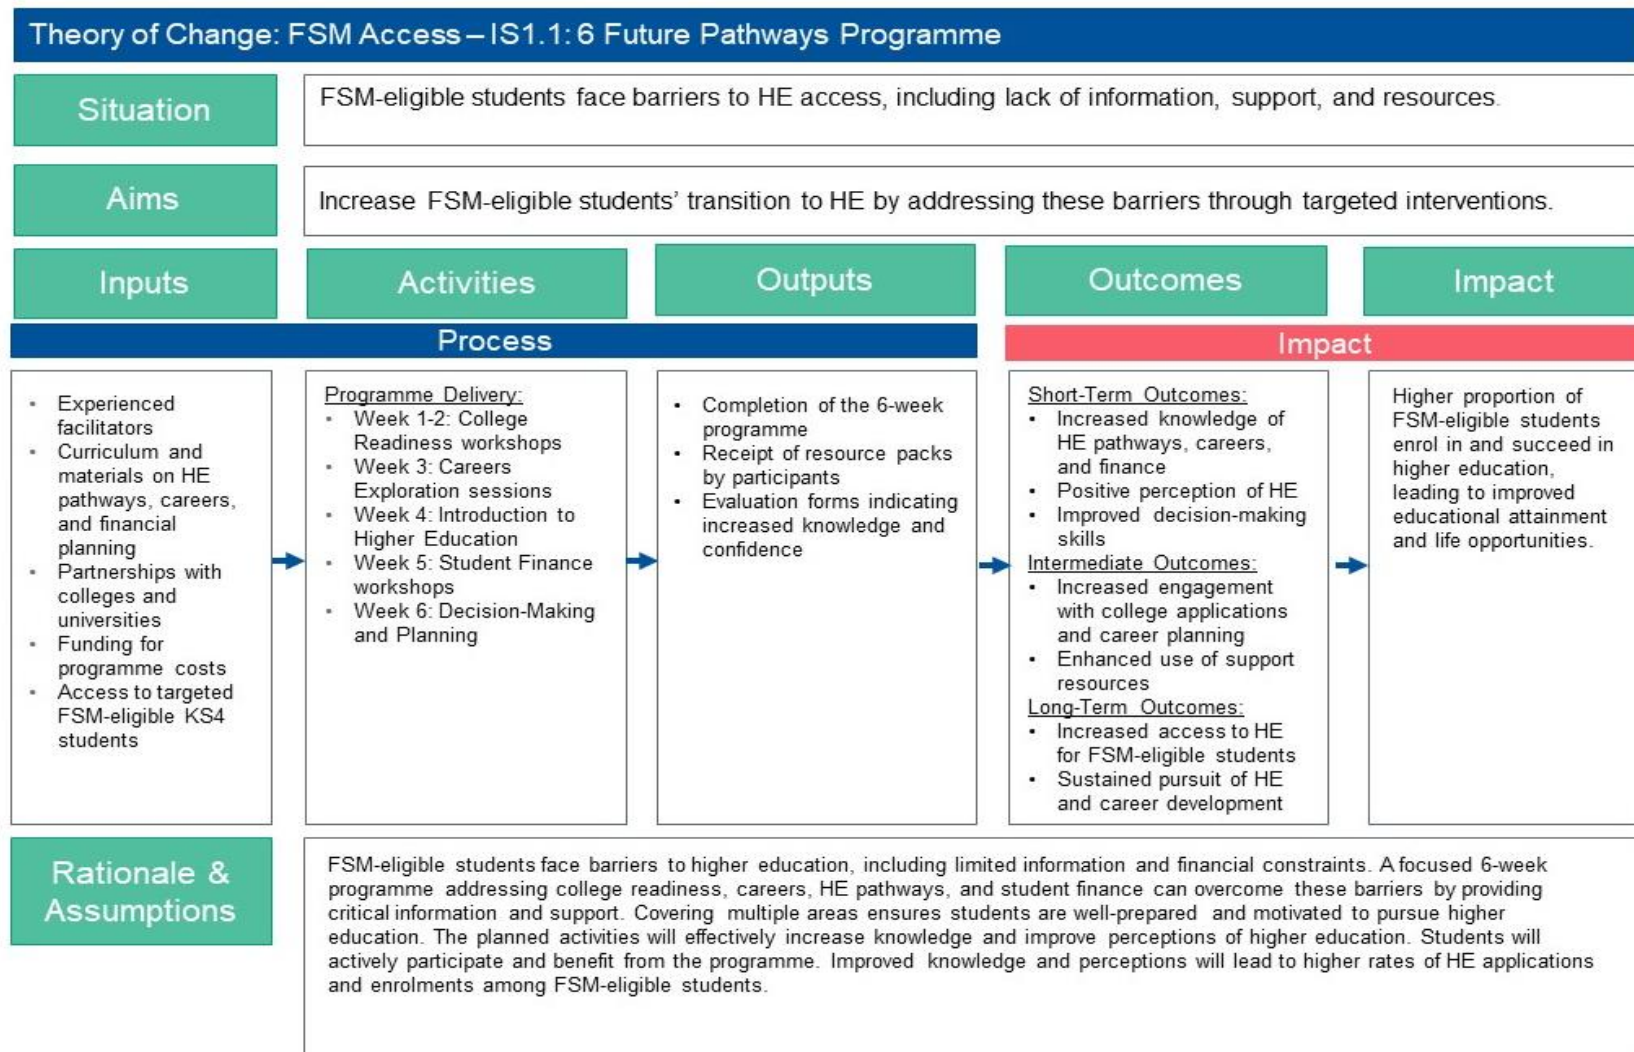 Theory of Change: FSM Access – IS1.1: 6 Future Pathways Programme
Situation
FSM-eligible students face barriers to HE access, including lack of information, support, and resources.
Aims
Increase FSM-eligible students’ transition to HE by addressing these barriers through targeted interventions.
Inputs
Activities
Outputs
Outcomes
Impact
Process
Impact
• Experienced
facilitators
• Curriculum and
materials on HE
pathways, careers,
and financial
planning
• Partnerships with
colleges and
universities
• Funding for
programme costs
• Access to targeted
FSM-eligible KS4
students
Programme Delivery:
• Week 1-2: College
Readiness workshops
• Week 3: Careers
Exploration sessions
• Week 4: Introduction to
Higher Education
• Week 5: Student Finance
workshops
• Week 6: Decision-Making
and Planning
• Completion of the 6-week
programme
• Receipt of resource packs
by participants
• Evaluation forms indicating
increased knowledge and
confidence
Short-Term Outcomes:
• Increased knowledge of
HE pathways, careers,
and finance
• Positive perception of HE
• Improved decision-making
skills
Intermediate Outcomes:
• Increased engagement
with college applications
and career planning
• Enhanced use of support
resources
Long-Term Outcomes:
• Increased access to HE
for FSM-eligible students
• Sustained pursuit of HE
and career development
Higher proportion of
FSM-eligible students
enrol in and succeed in
higher education,
leading to improved
educational attainment
and life opportunities.
Rationale &
Assumptions
FSM-eligible students face barriers to higher education, including limited information and financial constraints. A focused 6-week
programme addressing college readiness, careers, HE pathways, and student finance can overcome these barriers by providing
critical information and support. Covering multiple areas ensures students are well-prepared and motivated to pursue higher
education. The planned activities will effectively increase knowledge and improve perceptions of higher education. Students will
actively participate and benefit from the programme. Improved knowledge and perceptions will lead to higher rates of HE applications
and enrolments among FSM-eligible students.